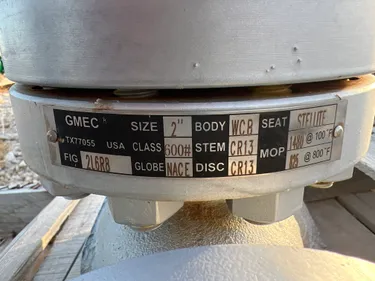 GMEC SIZE 2" BODY WCB SEAT STELLITE
TX77055 USA CLASS 600# STEM CR13 MOP 1480 @ 100°F
FIG 2L6R8 GLOBE NACE DISC CR13 @ 800°F